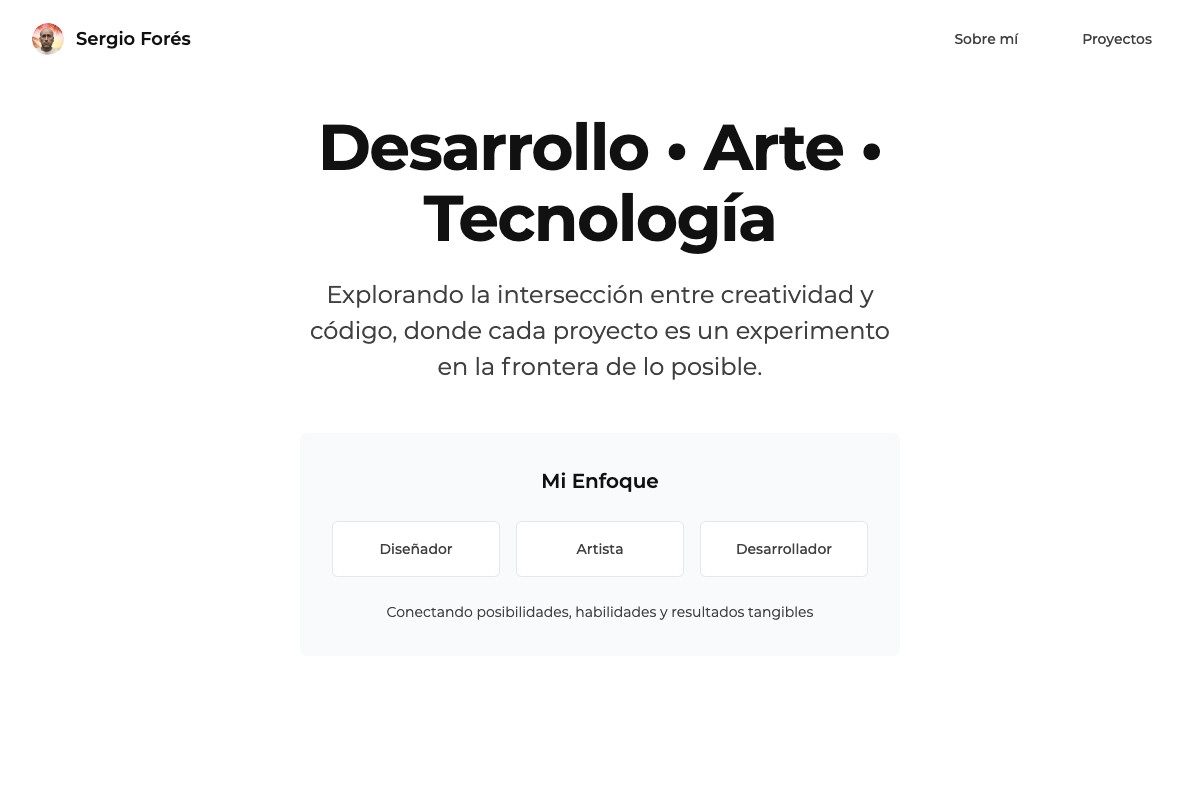 Sergio Forés
Sobre mí
Proyectos
Desarrollo • Arte •
Tecnología
Explorando la intersección entre creatividad y
código, donde cada proyecto es un experimento
en la frontera de lo posible.
Mi Enfoque
Diseñador
Artista
Desarrollador
Conectando posibilidades, habilidades y resultados tangibles